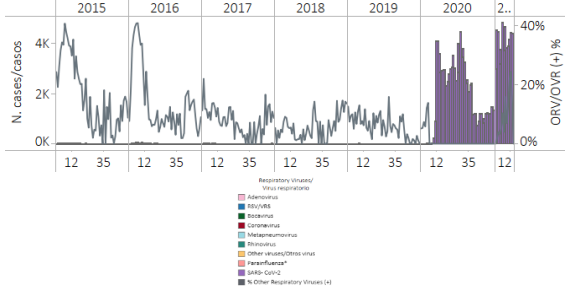 2015 2016 2017 2018 2019 2020 2..
N. cases/casos
4K
2K
0K
40%
20%
0%
ORV/OVR (+) %
12 35 12 35 12 35 12 35 12 35 12 35 12
Respiratory Viruses/
Virus respiratorio
Adenovirus
RSV/VRS
Bocavirus
Coronavirus
Metapneumovirus
Rhinovirus
Other viruses/Otros virus
Parainfluenza*
SARS- CoV-2
% Other Respiratory Viruses (+)